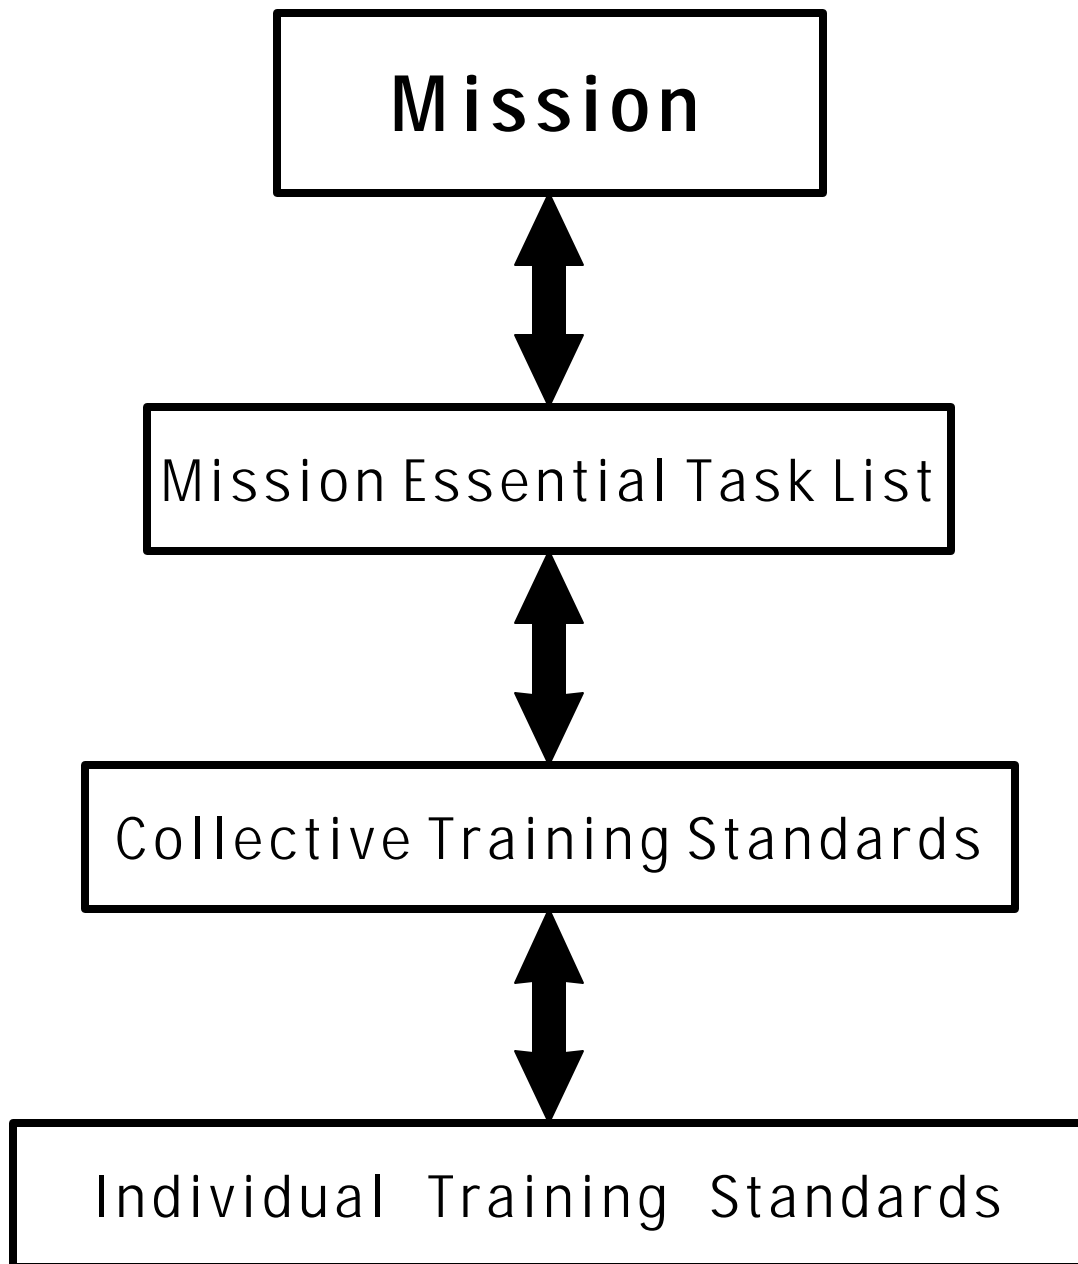 Mission
Mission Essential Task List
Collective Training Standards
Individual Training Standards